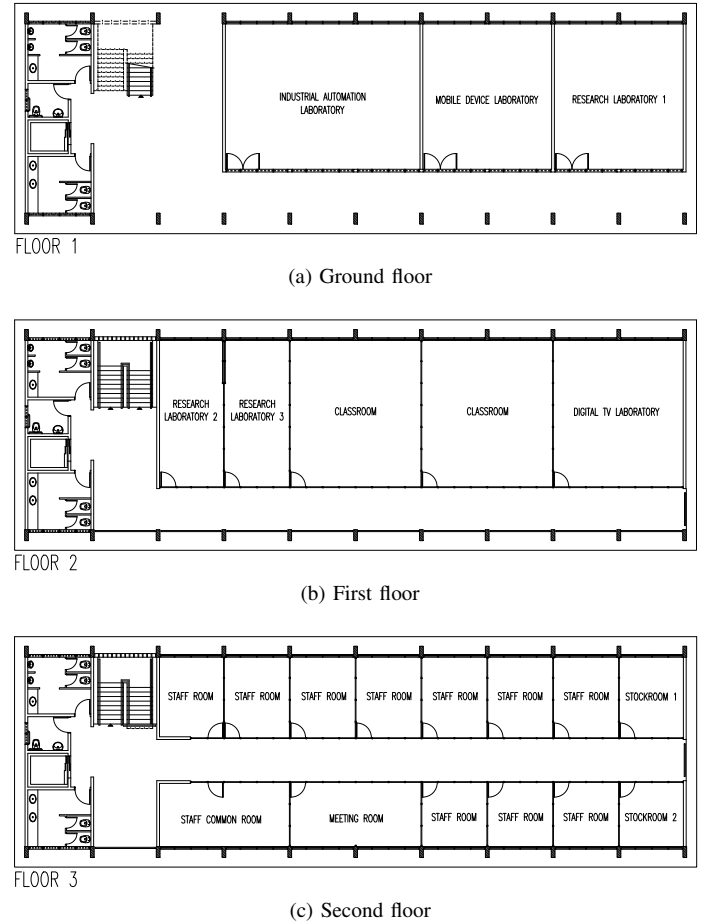 INDUSTRIAL AUTOMATION
LABORATORY
MOBILE DEVICE LABORATORY
RESEARCH LABORATORY 1
FLOOR 1
(a) Ground floor
RESEARCH
LABORATORY 2
RESEARCH
LABORATORY 3
CLASSROOM
CLASSROOM
DIGITAL TV LABORATORY
FLOOR 2
(b) First floor
STAFF ROOM
STAFF ROOM
STAFF ROOM
STAFF ROOM
STAFF ROOM
STAFF ROOM
STAFF ROOM
STOCKROOM 1
STAFF COMMON ROOM
MEETING ROOM
STAFF ROOM
STAFF ROOM
STAFF ROOM
STOCKROOM 2
FLOOR 3
(c) Second floor